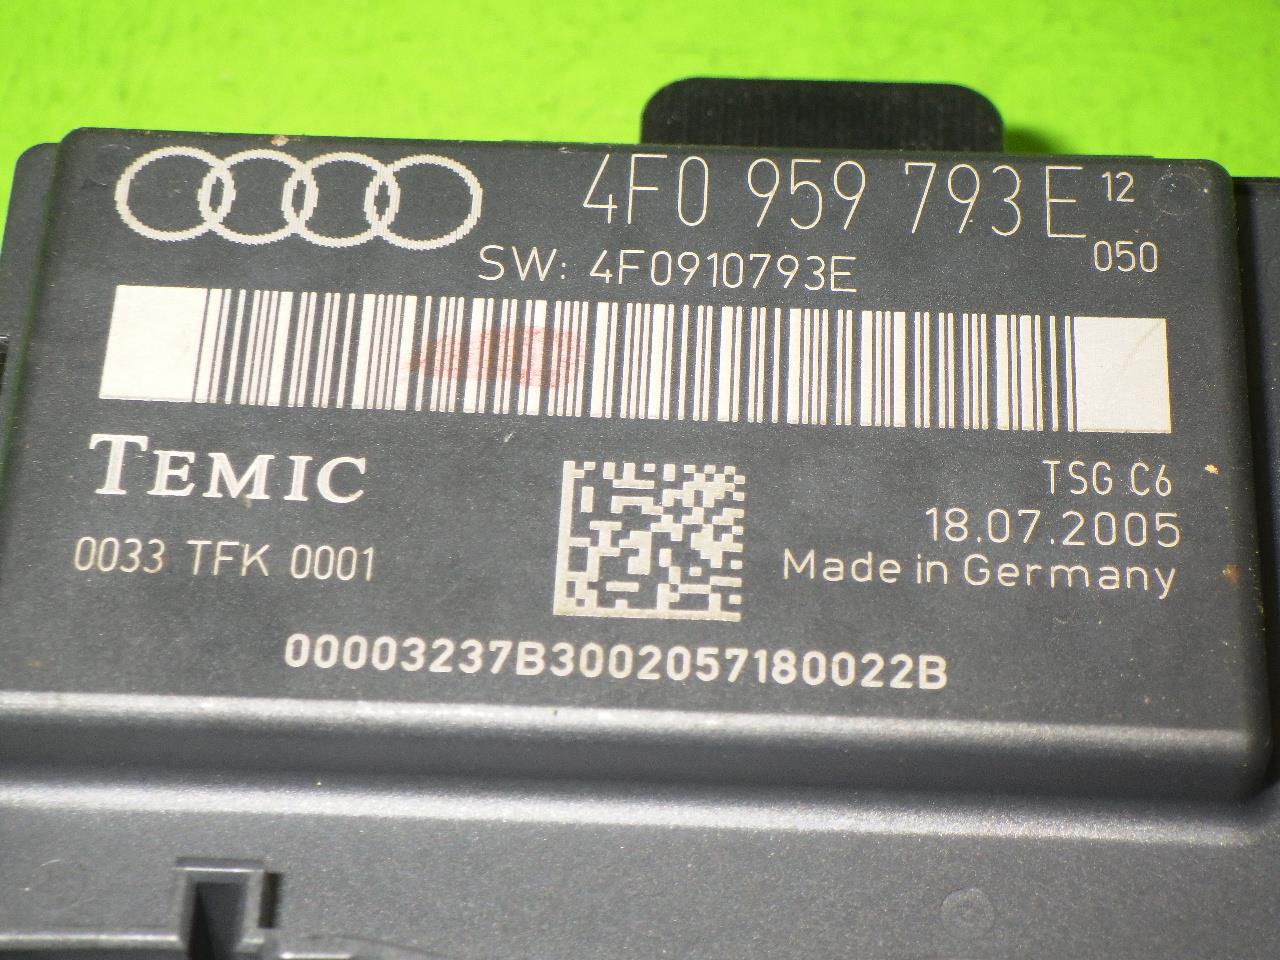 4F0 959 793 E 12
050
SW: 4F0910793E
TEMIC
TSG C6
18.07.2005
0033 TFK 0001
Made in Germany
00003237B3002057180022B